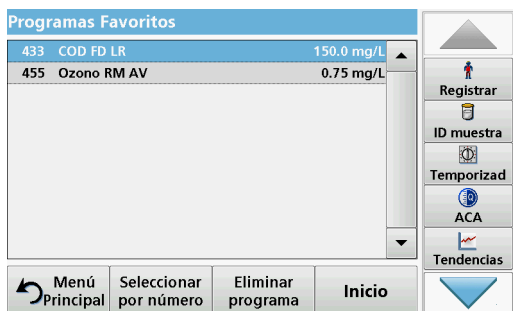 Programas Favoritos
433 COD FD LR 150.0 mg/L
455 Ozono RM AV 0.75 mg/L
Registrar
ID muestra
Temporizad
ACA
Tendencias
Menú Principal
Seleccionar por número
Eliminar programa
Inicio